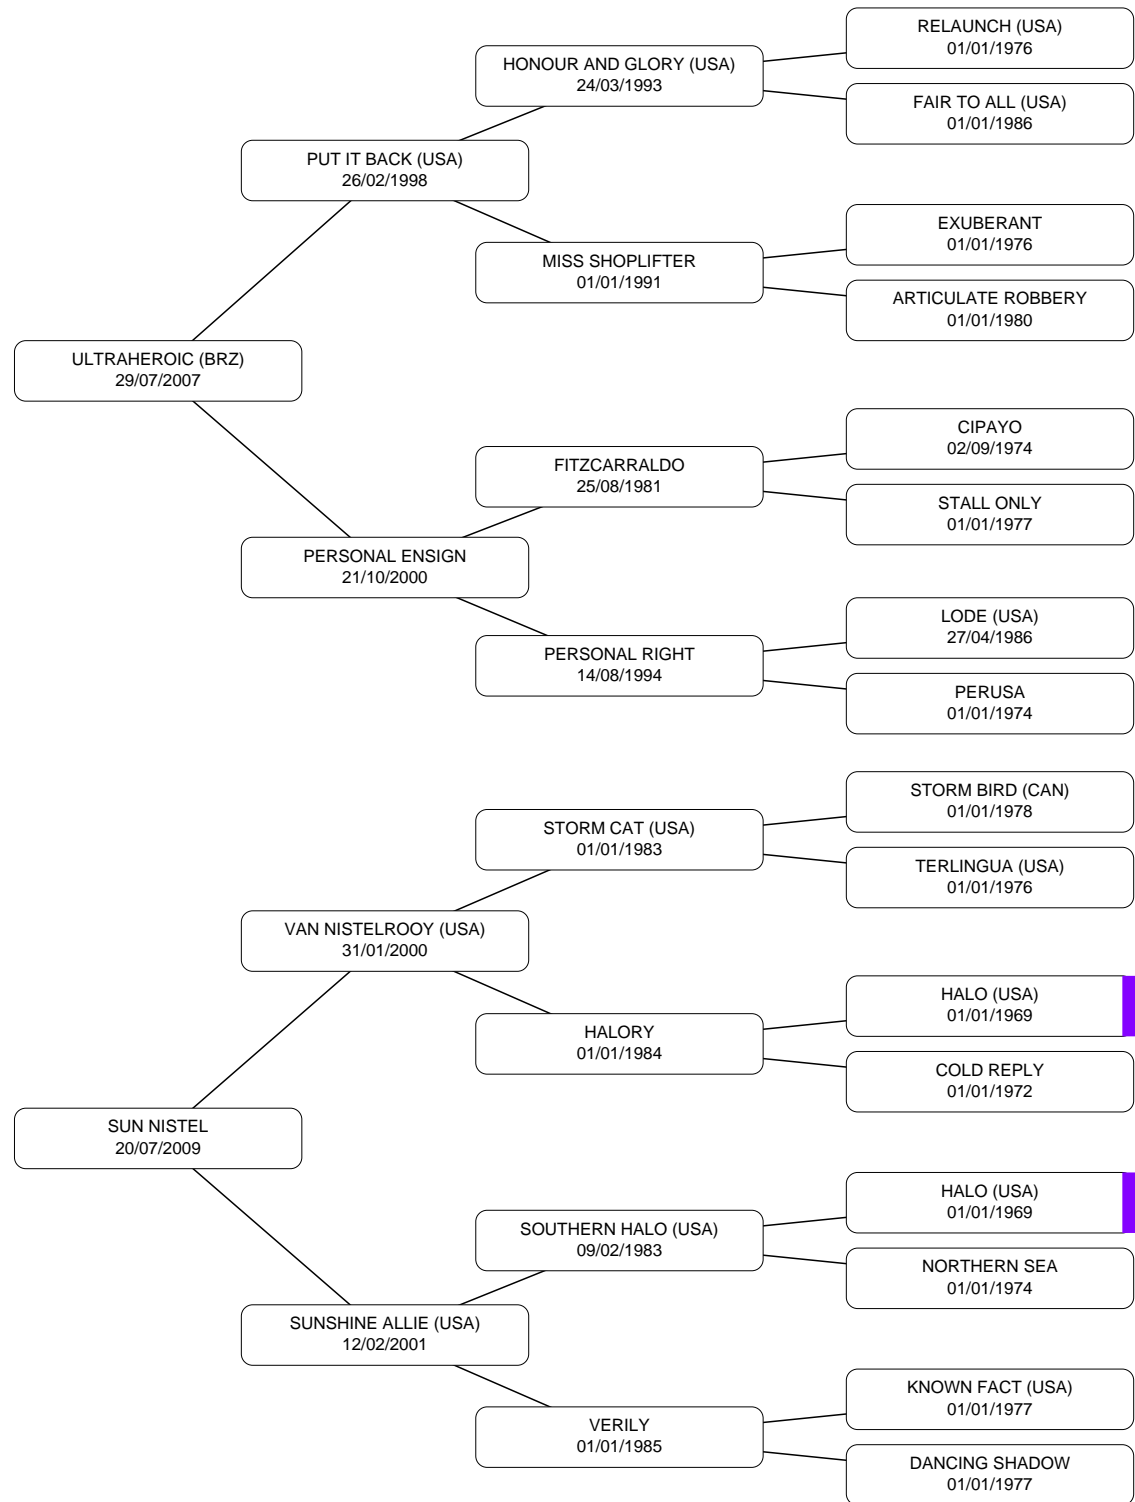 RELAUNCH (USA)
01/01/1976
HONOUR AND GLORY (USA)
24/03/1993
FAIR TO ALL (USA)
01/01/1986
PUT IT BACK (USA)
26/02/1998
EXUBERANT
01/01/1976
MISS SHOPLIFTER
01/01/1991
ARTICULATE ROBBERY
01/01/1980
ULTRAHEROIC (BRZ)
29/07/2007
CIPAYO
02/09/1974
FITZCARRALDO
25/08/1981
STALL ONLY
01/01/1977
PERSONAL ENSIGN
21/10/2000
LODE (USA)
27/04/1986
PERSONAL RIGHT
14/08/1994
PERUSA
01/01/1974
STORM BIRD (CAN)
01/01/1978
STORM CAT (USA)
01/01/1983
TERLINGUA (USA)
01/01/1976
VAN NISTELROOY (USA)
31/01/2000
HALO (USA)
01/01/1969
HALORY
01/01/1984
COLD REPLY
01/01/1972
SUN NISTEL
20/07/2009
HALO (USA)
01/01/1969
SOUTHERN HALO (USA)
09/02/1983
NORTHERN SEA
01/01/1974
SUNSHINE ALLIE (USA)
12/02/2001
KNOWN FACT (USA)
01/01/1977
VERILY
01/01/1985
DANCING SHADOW
01/01/1977